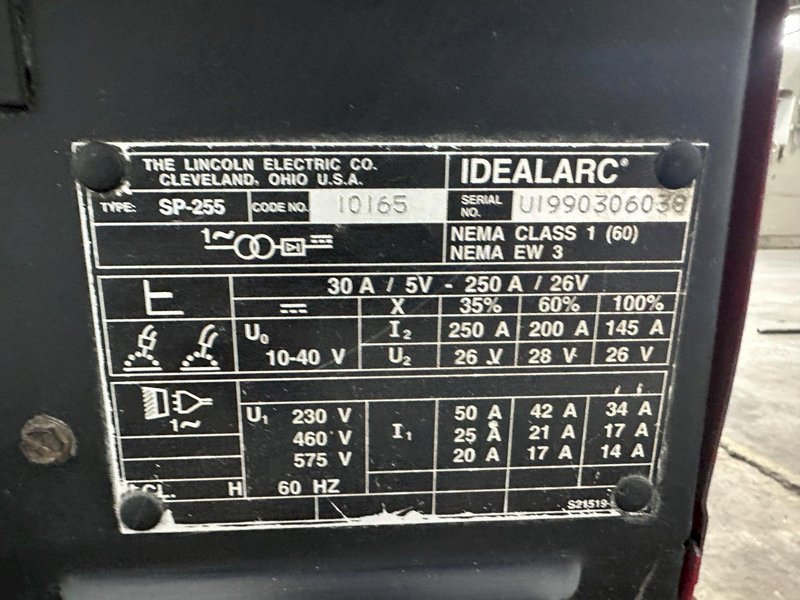 THE LINCOLN ELECTRIC CO.
CLEVELAND, OHIO U.S.A.
IDEALARC®
TYPE: SP-255 CODE NO. 10165 SERIAL NO. U1990306038
1~
NEMA CLASS 1 (60)
NEMA EW 3
30 A / 5V - 250 A / 26V
X 35% 60% 100%
U₀ I₂ 250 A 200 A 145 A
10-40 V U₂ 26 V 28 V 26 V
1~
U₁ 230 V I₁ 50 A 42 A 34 A
460 V 25 A 21 A 17 A
575 V 20 A 17 A 14 A
CL. H 60 HZ
S21519